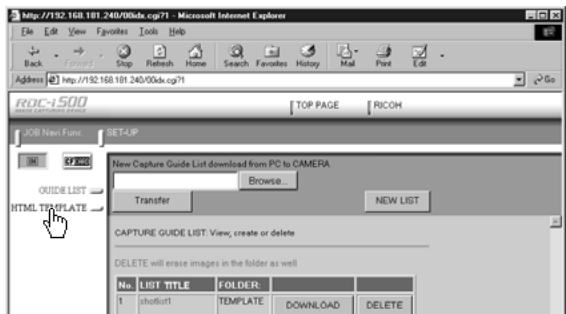 http://192.168.101.240/00idx.cgi?1 - Microsoft Internet Explorer
File Edit View Favorites Tools Help
Back Forward Stop Refresh Home Search Favorites History Mail Print Edit
Address http://192.168.101.240/00idx.cgi?1 Go
RDC-i500
IMAGE CAPTURING DEVICE
TOP PAGE RICOH
JOB Navi Func. SET-UP
New Capture Guide List download from PC to CAMERA
Browse...
GUIDE LIST
Transfer NEW LIST
HTML TEMPLATE
CAPTURE GUIDE LIST: View, create or delete
DELETE will erase images in the folder as well
No. LIST TITLE FOLDER:
1 shotlist1 TEMPLATE DOWNLOAD DELETE